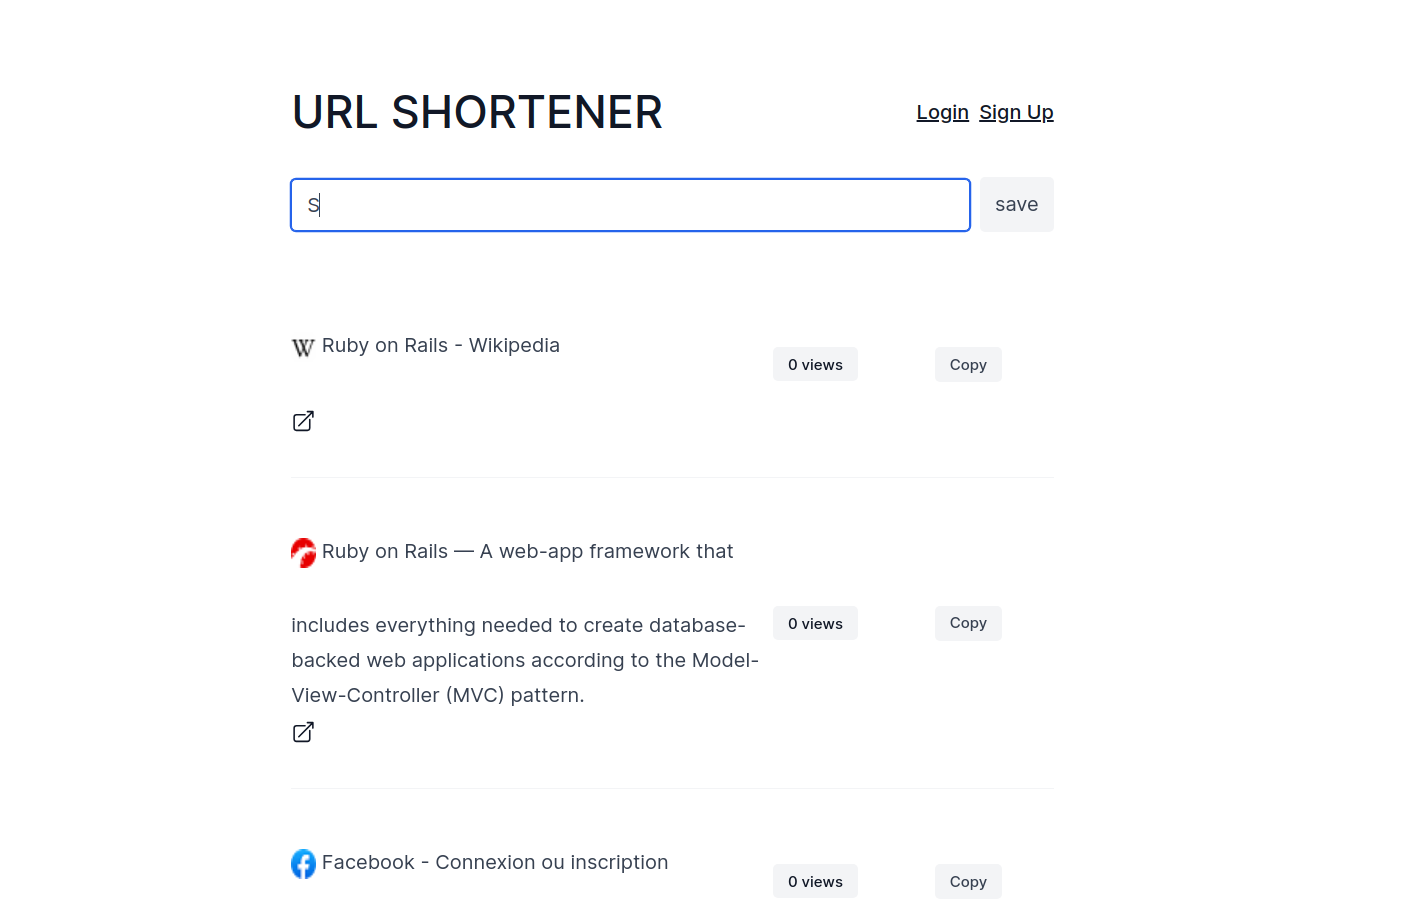 URL SHORTENER
Login Sign Up
S
save
W Ruby on Rails - Wikipedia
0 views
Copy
Ruby on Rails — A web-app framework that
includes everything needed to create database-
backed web applications according to the Model-
View-Controller (MVC) pattern.
0 views
Copy
Facebook - Connexion ou inscription
0 views
Copy